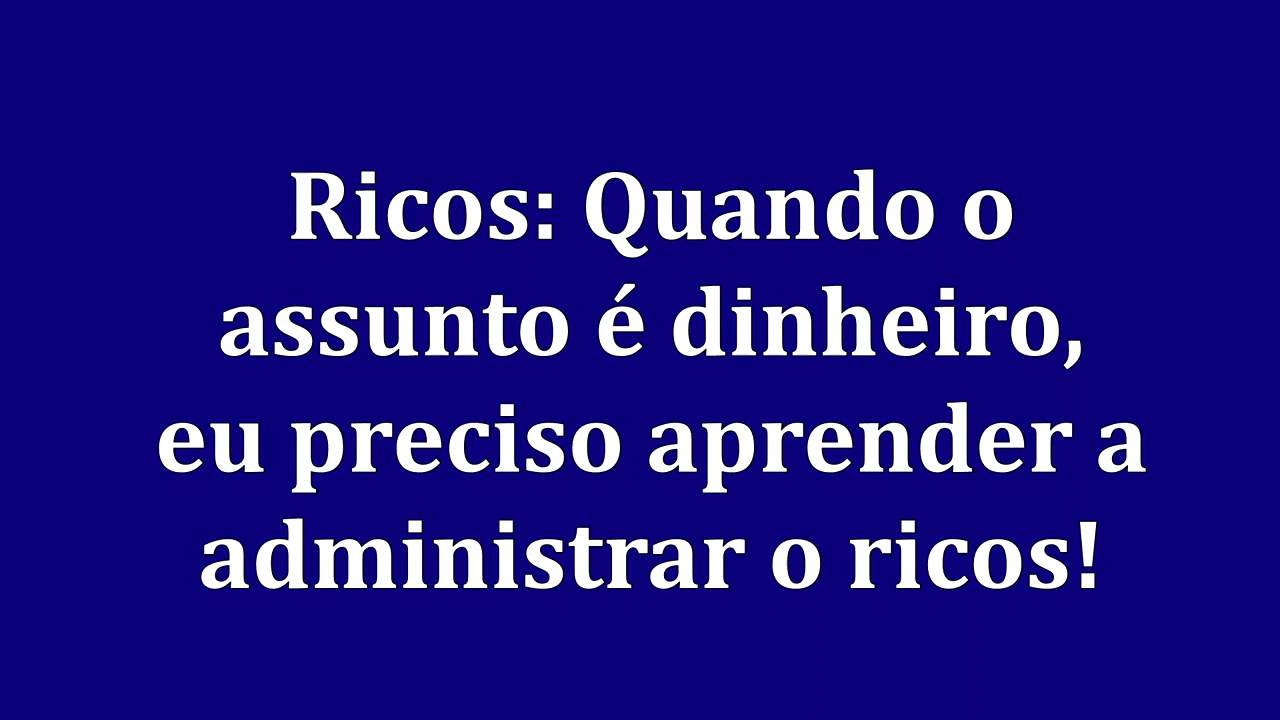 Ricos: Quando o
assunto é dinheiro,
eu preciso aprender a
administrar o ricos!